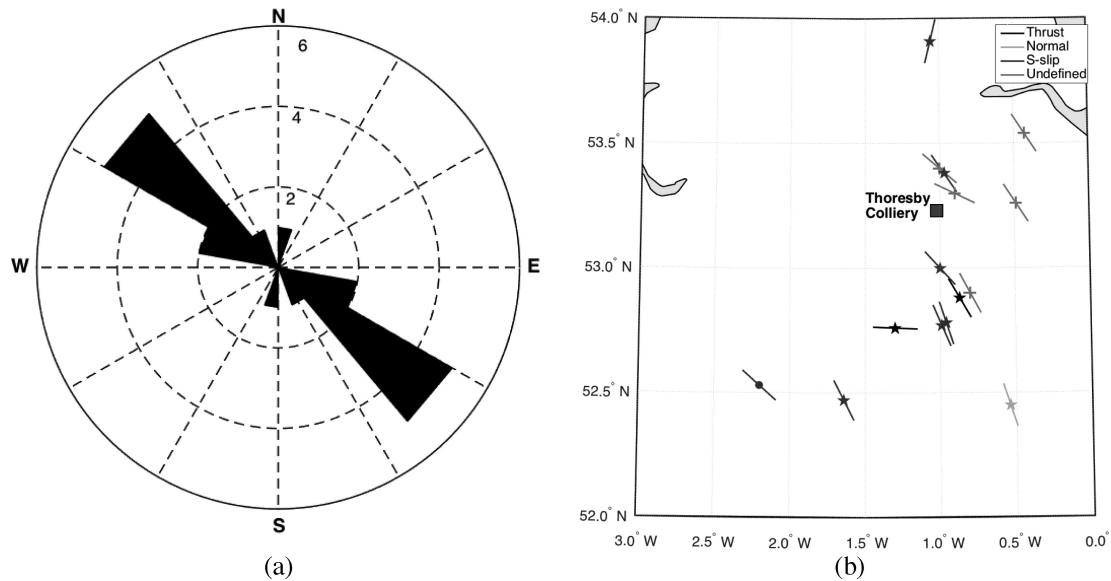 N
6
4
2
W
E
S
(a)
54.0° N
53.5° N
53.0° N
52.5° N
52.0° N
3.0° W
2.5° W
2.0° W
1.5° W
1.0° W
0.5° W
0.0°
Thrust
Normal
S-slip
Undefined
Thoresby
Colliery
(b)